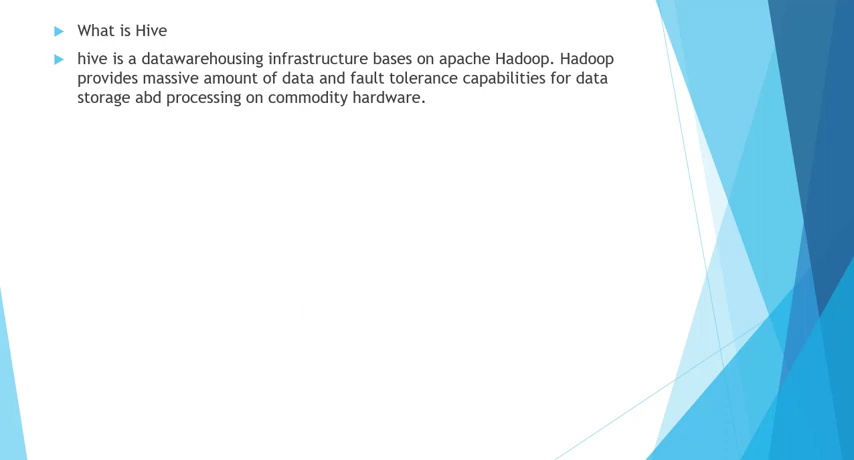 What is Hive
hive is a datawarehousing infrastructure bases on apache Hadoop. Hadoop
provides massive amount of data and fault tolerance capabilities for data
storage abd processing on commodity hardware.